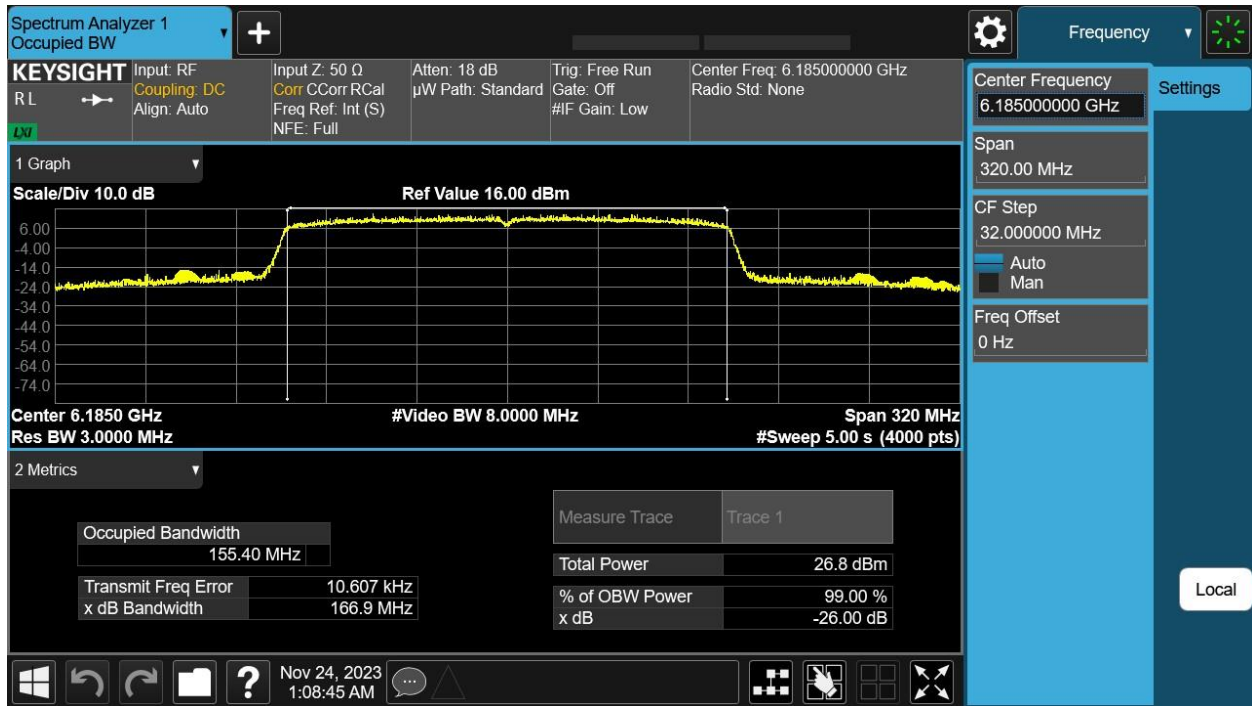 Spectrum Analyzer 1
Occupied BW
+
Frequency
KEYSIGHT
R L
LXI
Input: RF
Coupling: DC
Align: Auto
Input Z: 50 Ω
Corr CCorr RCal
Freq Ref: Int (S)
NFE: Full
Atten: 18 dB
µW Path: Standard
Trig: Free Run
Gate: Off
#IF Gain: Low
Center Freq: 6.185000000 GHz
Radio Std: None
Center Frequency
6.185000000 GHz
Settings
Span
320.00 MHz
CF Step
32.000000 MHz
Auto
Man
Freq Offset
0 Hz
1 Graph
Scale/Div 10.0 dB
Ref Value 16.00 dBm
6.00
-4.00
-14.0
-24.0
-34.0
-44.0
-54.0
-64.0
-74.0
Center 6.1850 GHz
#Video BW 8.0000 MHz
Span 320 MHz
Res BW 3.0000 MHz
#Sweep 5.00 s (4000 pts)
2 Metrics
Measure Trace
Trace 1
Occupied Bandwidth
155.40 MHz
Total Power 26.8 dBm
Transmit Freq Error 10.607 kHz
% of OBW Power 99.00 %
x dB Bandwidth 166.9 MHz
x dB -26.00 dB
Local
?
Nov 24, 2023
1:08:45 AM